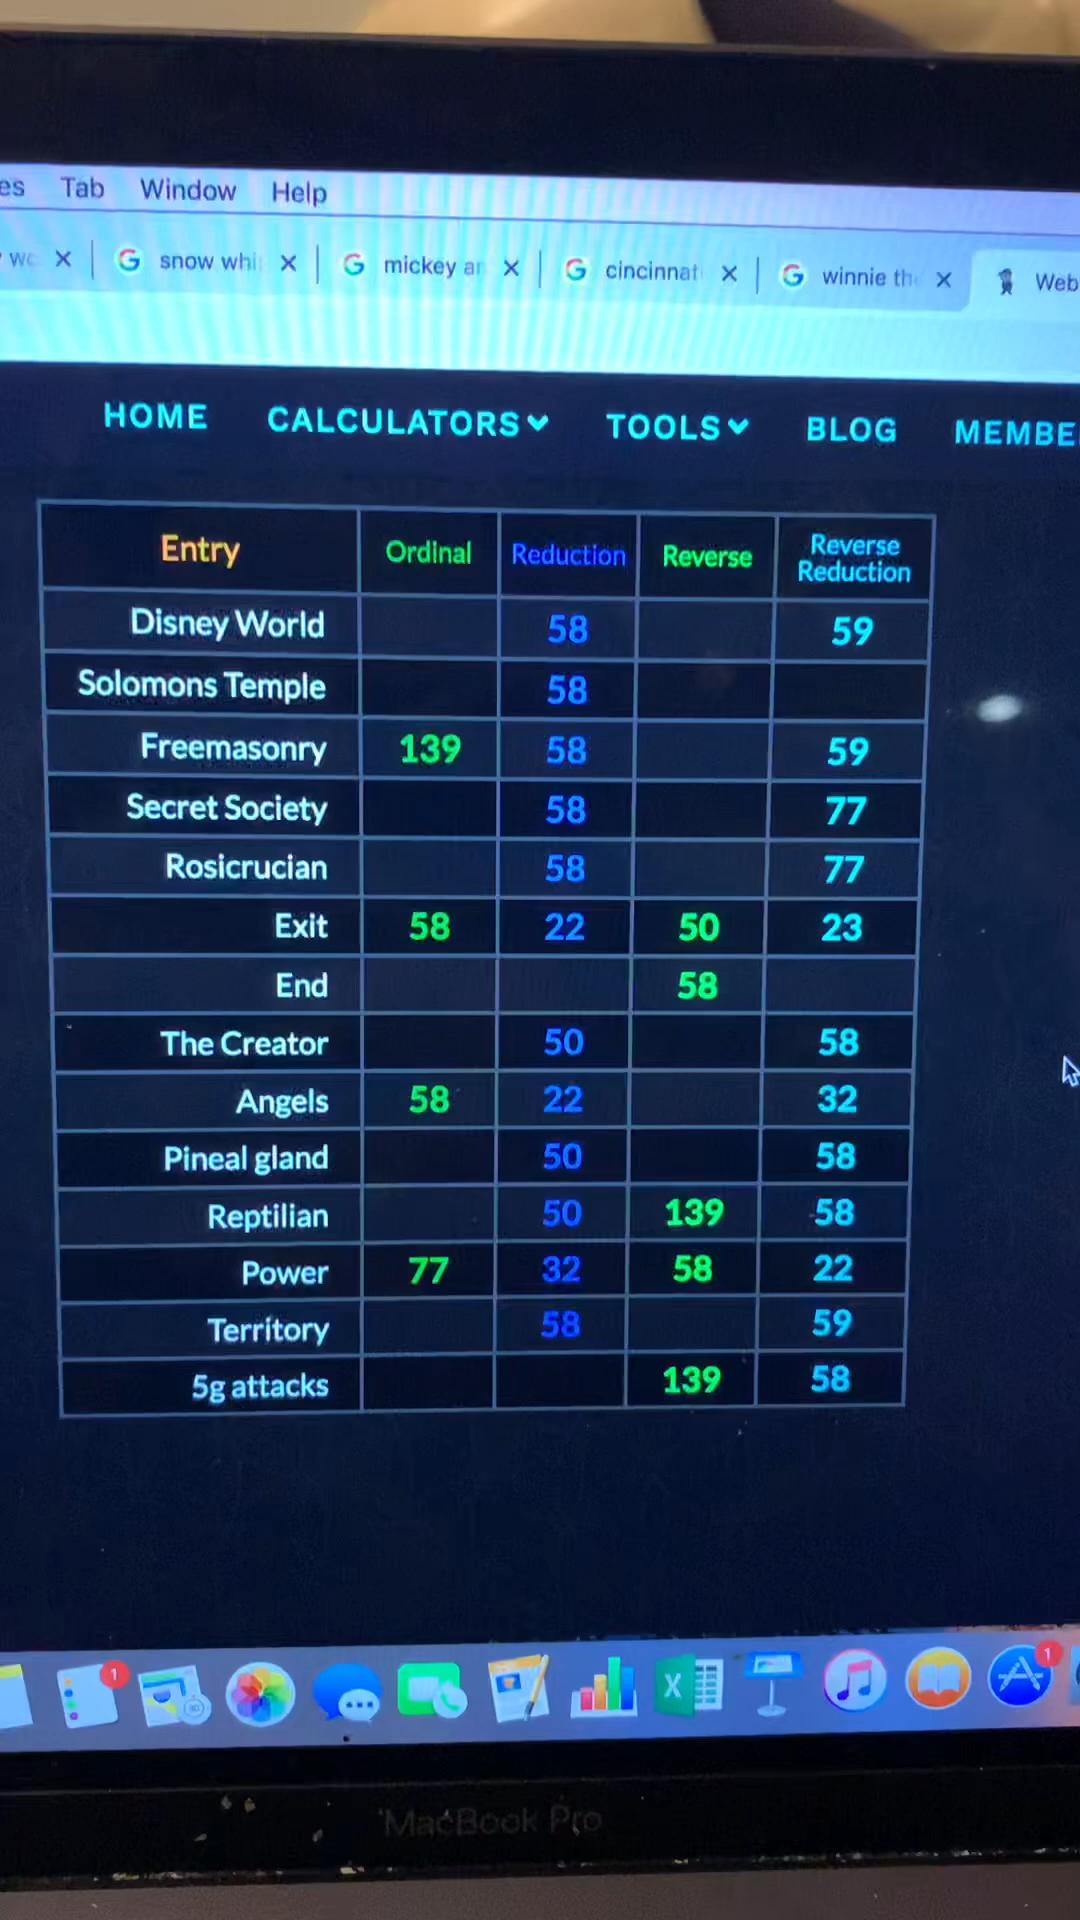 es Tab Window Help
wo snow whi mickey ar cincinnat winnie th Web
HOME CALCULATORS TOOLS BLOG MEMBE
Entry Ordinal Reduction Reverse Reverse Reduction
Disney World 58 59
Solomons Temple 58
Freemasonry 139 58 59
Secret Society 58 77
Rosicrucian 58 77
Exit 58 22 50 23
End 58
The Creator 50 58
Angels 58 22 32
Pineal gland 50 58
Reptilian 50 139 58
Power 77 32 58 22
Territory 58 59
5g attacks 139 58
1 1
X
MacBook Pro